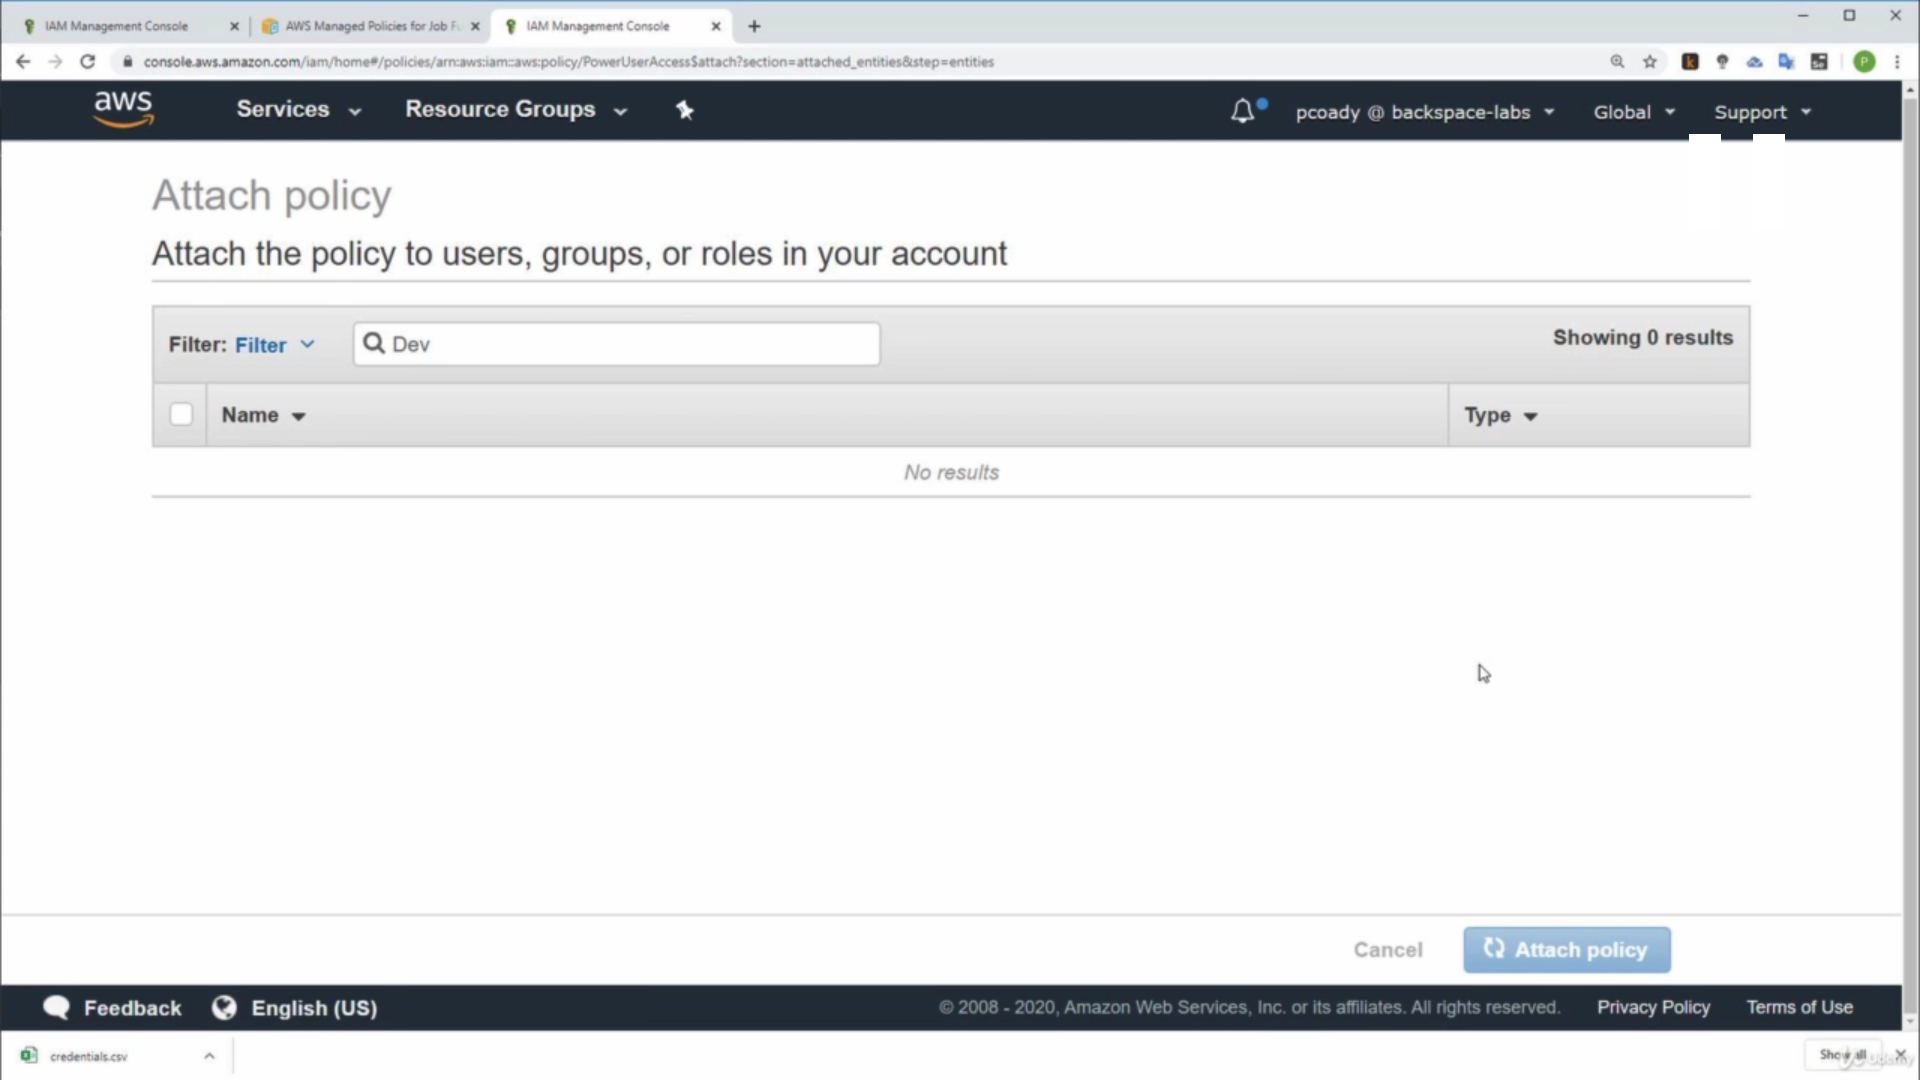 IAM Management Console
AWS Managed Policies for Job Fu
IAM Management Console
console.aws.amazon.com/iam/home#/policies/arn:aws:iam::aws:policy/PowerUserAccess$attach?section=attached_entities&step=entities
P
aws
Services
Resource Groups
pcoady @ backspace-labs
Global
Support
Attach policy
Attach the policy to users, groups, or roles in your account
Filter: Filter
Dev
Showing 0 results
Name
Type
No results
Cancel
Attach policy
Feedback
English (US)
© 2008 - 2020, Amazon Web Services, Inc. or its affiliates. All rights reserved.
Privacy Policy
Terms of Use
credentials.csv
Show all
Udemy